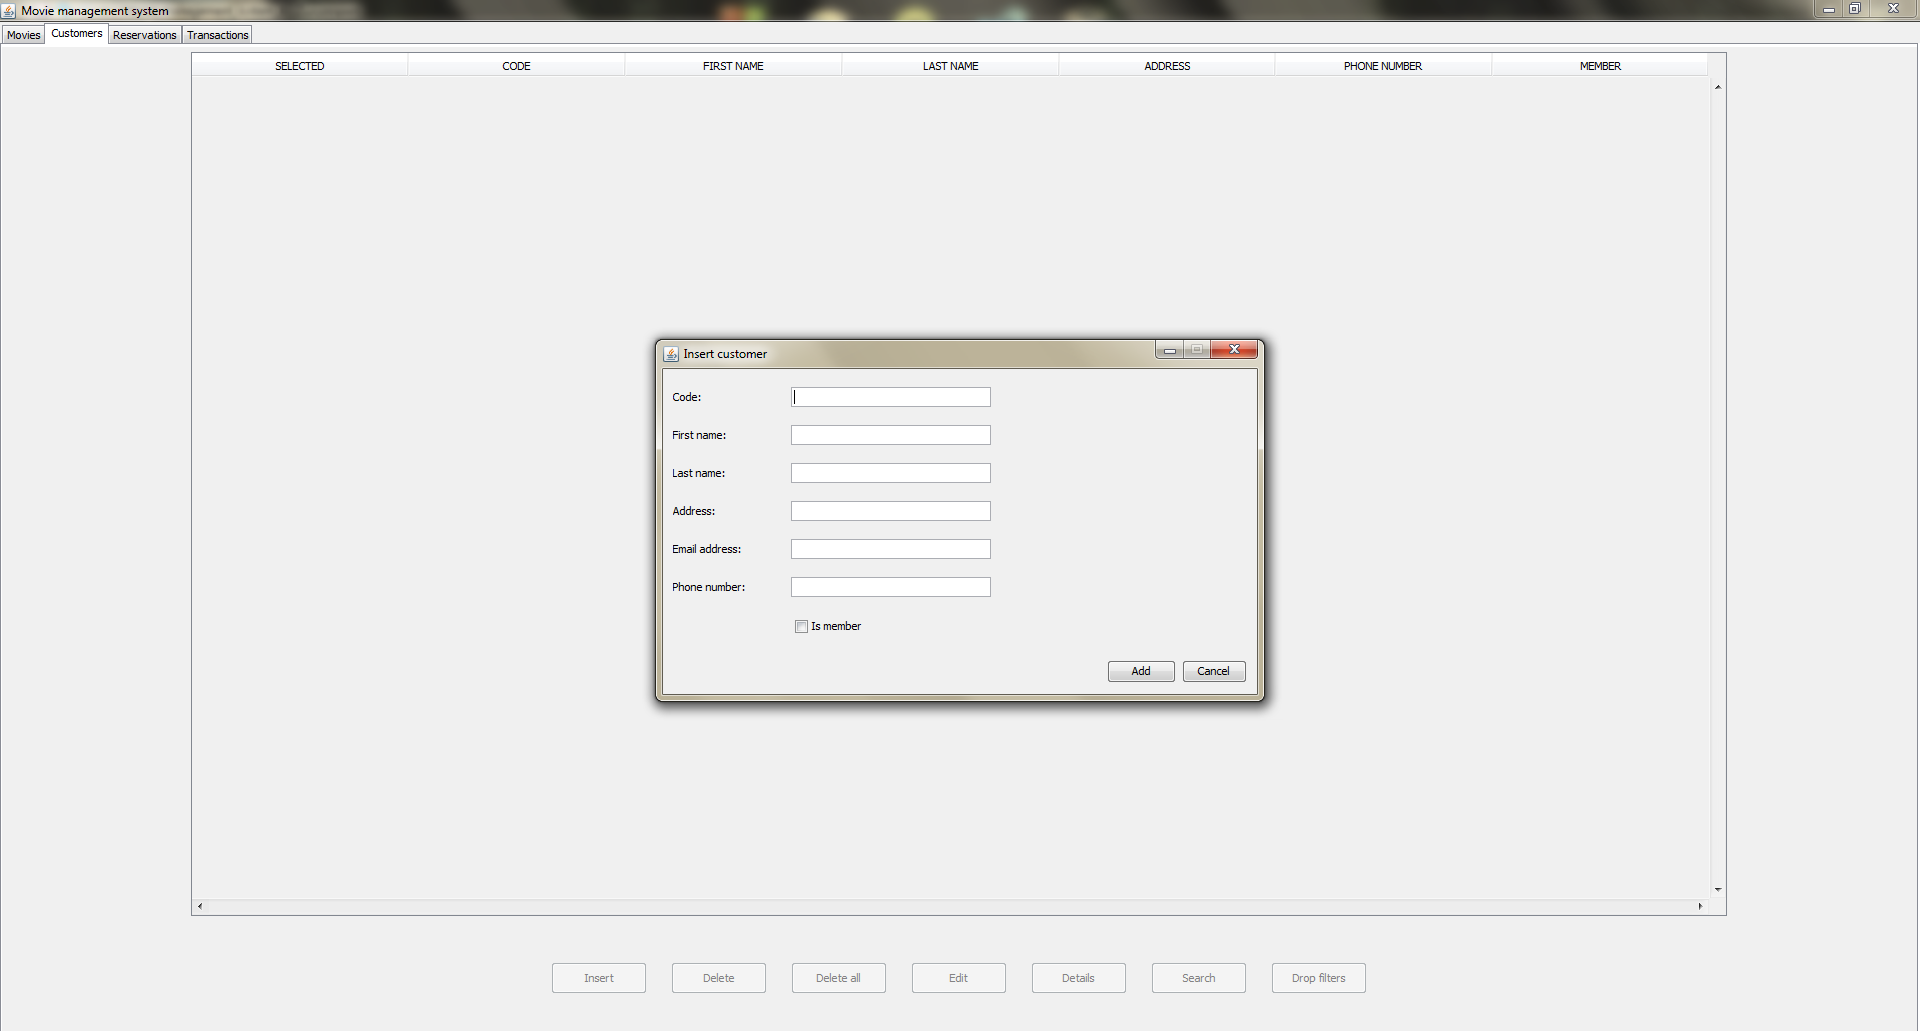 Movie management system
Movies Customers Reservations Transactions
SELECTED CODE FIRST NAME LAST NAME ADDRESS PHONE NUMBER MEMBER
Insert customer
Code:
First name:
Last name:
Address:
Email address:
Phone number:
Is member
Add Cancel
Insert Delete Delete all Edit Details Search Drop filters